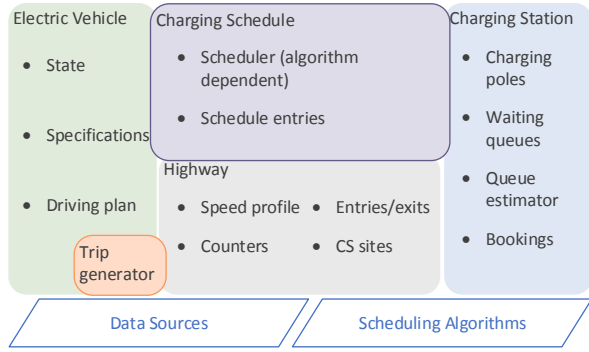 Electric Vehicle
• State
• Specifications
• Driving plan
Trip
generator
Charging Schedule
• Scheduler (algorithm
dependent)
• Schedule entries
Highway
• Speed profile
• Counters
• Entries/exits
• CS sites
Charging Station
• Charging
poles
• Waiting
queues
• Queue
estimator
• Bookings
Data Sources
Scheduling Algorithms